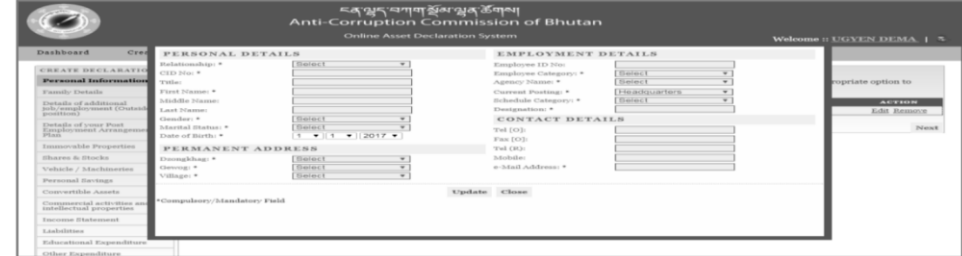 Anti-Corruption Commission of Bhutan
Online Asset Declaration System
Welcome :: UGYEN DEMA. |
Dashboard
CREATE DECLARATIO
Personal Information
Family Details
Details of additional
job/employment (Outside
position)
Details of your Post
Employment Arrangeme
Plan
Immovable Properties
Shares & Stocks
Vehicle / Machineries
Personal Savings
Convertible Assets
Commercial activities and
intellectual properties
Income Statement
Liabilities
Educational Expenditure
Other Expenditure
PERSONAL DETAILS
Relationship: * Select
CID No: *
Title:
First Name: *
Middle Name:
Last Name:
Gender: * Select
Marital Status: * Select
Date of Birth: * 1 1 2017
PERMANENT ADDRESS
Dzongkhag: * Select
Gewog: * Select
Village: * Select
EMPLOYMENT DETAILS
Employee ID No:
Employee Category: * Select
Agency Name: * Select
Current Posting: * Headquarters
Schedule Category: * Select
Designation: *
CONTACT DETAILS
Tel (O):
Fax (O):
Tel (R):
Mobile:
e-Mail Address: *
Update Close
*Compulsory/Mandatory Field
ropriate option to
ACTION
Edit Remove
Next